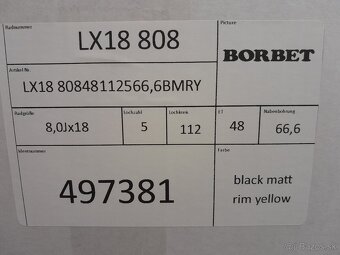 Radnummer
LX18 808
Picture
BORBET
Artikel Nr.
LX18 80848112566,6BMRY
Radgröße
8,0Jx18
Lochzahl
5
Lochkreis
112
ET
48
Nabenbohrung
66,6
Identnummer
497381
Farbe
black matt
rim yellow